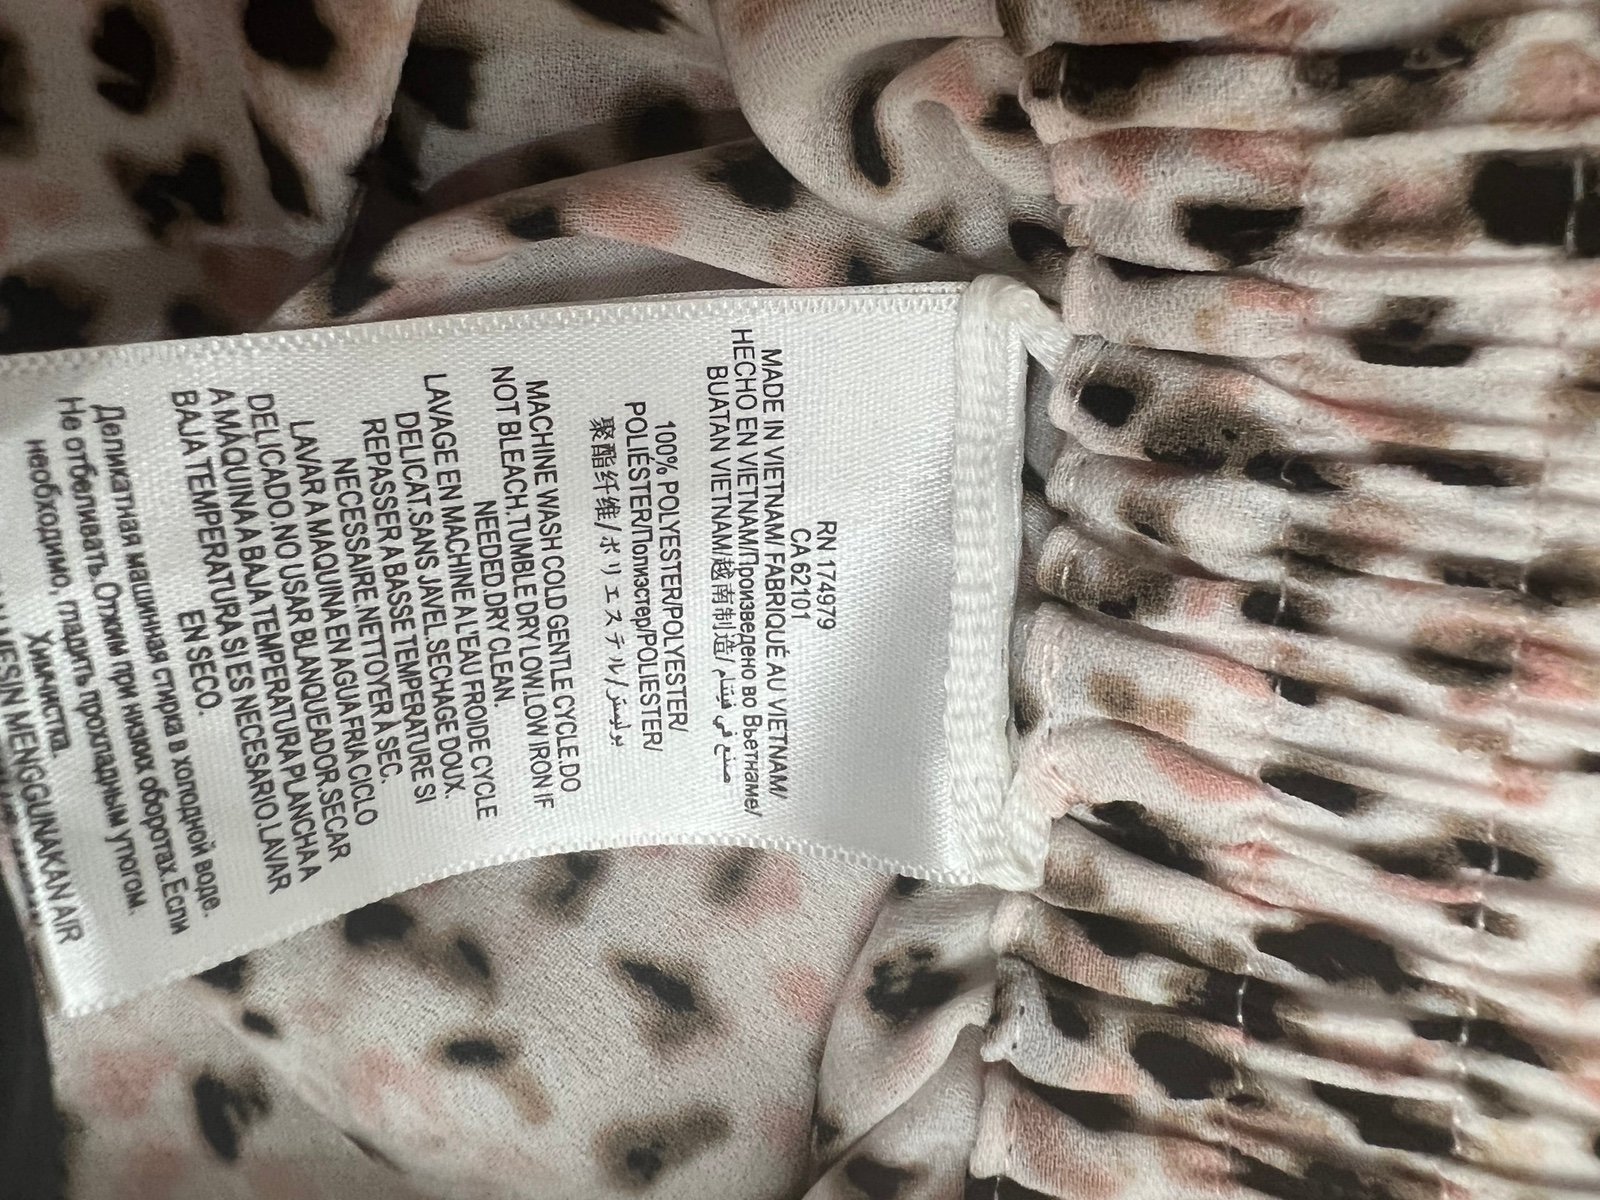 RN 174979
CA 62101
MADE IN VIETNAM/ FABRIQUÉ AU VIETNAM/
HECHO EN VIETNAM/Произведено во Вьетнаме/
BUATAN VIETNAM/越南制造/ صنع في فيتنام
100% POLYESTER/POLYESTER/
POLIÉSTER/Полиэстер/POLIESTER/
聚酯纤维/ポリエステル/بوليستر
MACHINE WASH COLD GENTLE CYCLE.DO
NOT BLEACH.TUMBLE DRY LOW.LOW IRON IF
NEEDED.DRY CLEAN.
LAVAGE EN MACHINE A L'EAU FROIDE CYCLE
DELICAT.SANS JAVEL.SECHAGE DOUX.
REPASSER A BASSE TEMPERATURE SI
NECESSAIRE.NETTOYER À SEC.
LAVAR A MAQUINA EN AGUA FRIA CICLO
DELICADO.NO USAR BLANQUEADOR.SECAR
A MÁQUINA A BAJA TEMPERATURA PLANCHA A
BAJA TEMPERATURA SI ES NECESARIO.LAVAR
EN SECO.
Деликатная машинная стирка в холодной воде.
Не отбеливать.Отжим при низких оборотах.Если
необходимо, гладить прохладным утюгом.
Химчистка.
MESIN MENGGUNAKAN AIR